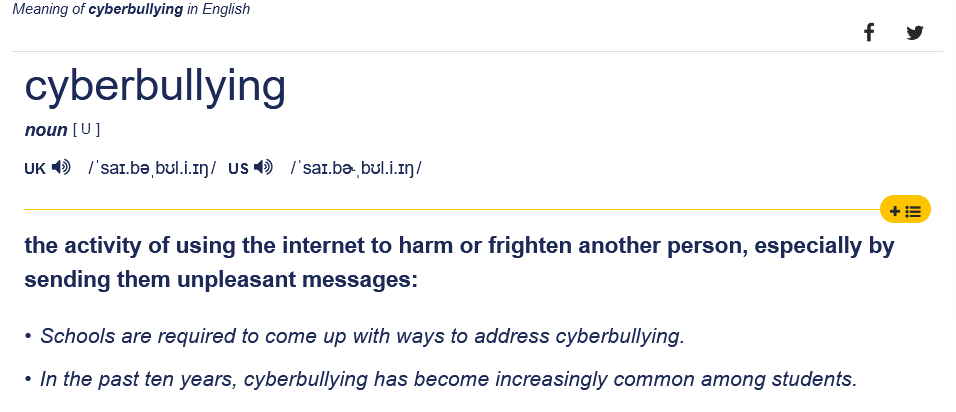 Meaning of cyberbullying in English
cyberbullying
noun [ U ]
UK /ˈsaɪ.bəˌbʊl.i.ɪŋ/ US /ˈsaɪ.bɚˌbʊl.i.ɪŋ/
the activity of using the internet to harm or frighten another person, especially by
sending them unpleasant messages:
• Schools are required to come up with ways to address cyberbullying.
• In the past ten years, cyberbullying has become increasingly common among students.